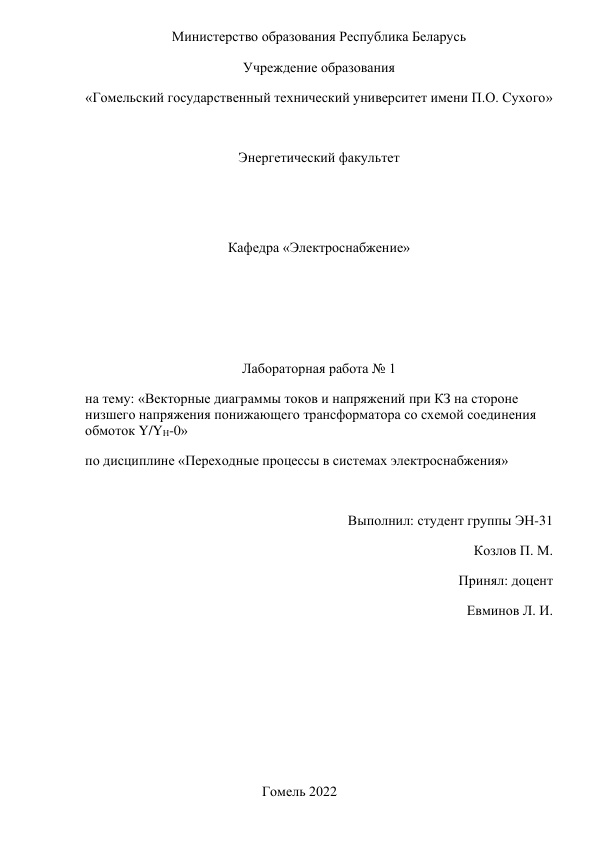 Министерство образования Республика Беларусь
Учреждение образования
«Гомельский государственный технический университет имени П.О. Сухого»
Энергетический факультет
Кафедра «Электроснабжение»
Лабораторная работа № 1
на тему: «Векторные диаграммы токов и напряжений при КЗ на стороне
низшего напряжения понижающего трансформатора со схемой соединения
обмоток Y/Yн-0»
по дисциплине «Переходные процессы в системах электроснабжения»
Выполнил: студент группы ЭН-31
Козлов П. М.
Принял: доцент
Евминов Л. И.
Гомель 2022